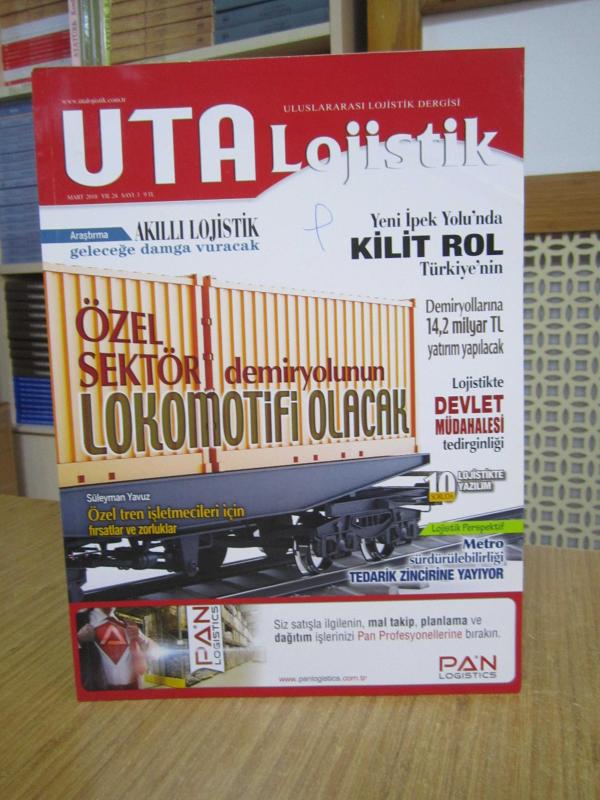 www.utalojistik.com.tr
ULUSLARARASI LOJİSTİK DERGİSİ
UTA Lojistik
Araştırma
AKILLI LOJİSTİK
geleceğe damga vuracak
Yeni İpek Yolu'nda
KİLİT ROL
Türkiye'nin
ÖZEL
SEKTÖR demiryolunun
LOKOMOTİFİ OLACAK
Demiryollarına
14,2 milyar TL
yatırım yapılacak
Lojistikte
DEVLET
MÜDAHALESİ
tedirginliği
10
LOJİSTİKTE
YAZILIM
Süleyman Yavuz
Özel tren işletmecileri için
fırsatlar ve zorluklar
Lojistik Perspektif
Metro
sürdürülebilirliği
TEDARİK ZİNCİRİNE YAYIYOR
PAN
LOGISTICS
Siz satışla ilgilenin, mal takip, planlama ve
dağıtım işlerinizi Pan Profesyonellerine bırakın.
www.panlogistics.com.tr
PAN
LOGISTICS